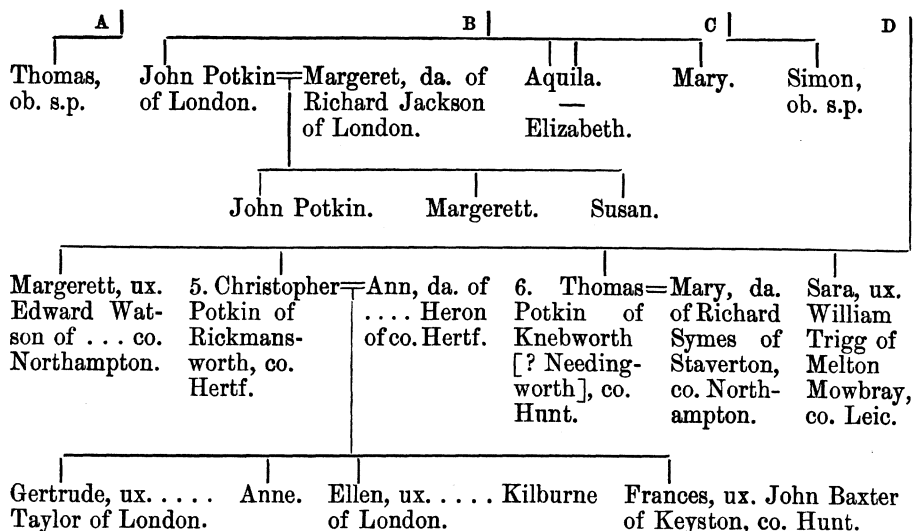 A B C D
Thomas, John Potkin=Margeret, da. of Aquila. Mary. Simon,
ob. s.p. of London. Richard Jackson — ob. s.p.
of London. Elizabeth.
John Potkin. Margerett. Susan.
Margerett, ux. 5. Christopher=Ann, da. of 6. Thomas=Mary, da. Sara, ux.
Edward Wat- Potkin of .... Heron Potkin of of Richard William
son of ... co. Rickmans- of co. Hertf. Knebworth Symes of Trigg of
Northampton. worth, co. [? Needing- Staverton, Melton
Hertf. worth], co. co. North- Mowbray,
Hunt. ampton. co. Leic.
Gertrude, ux. .... Anne. Ellen, ux. .... Kilburne Frances, ux. John Baxter
Taylor of London. of London. of Keyston, co. Hunt.